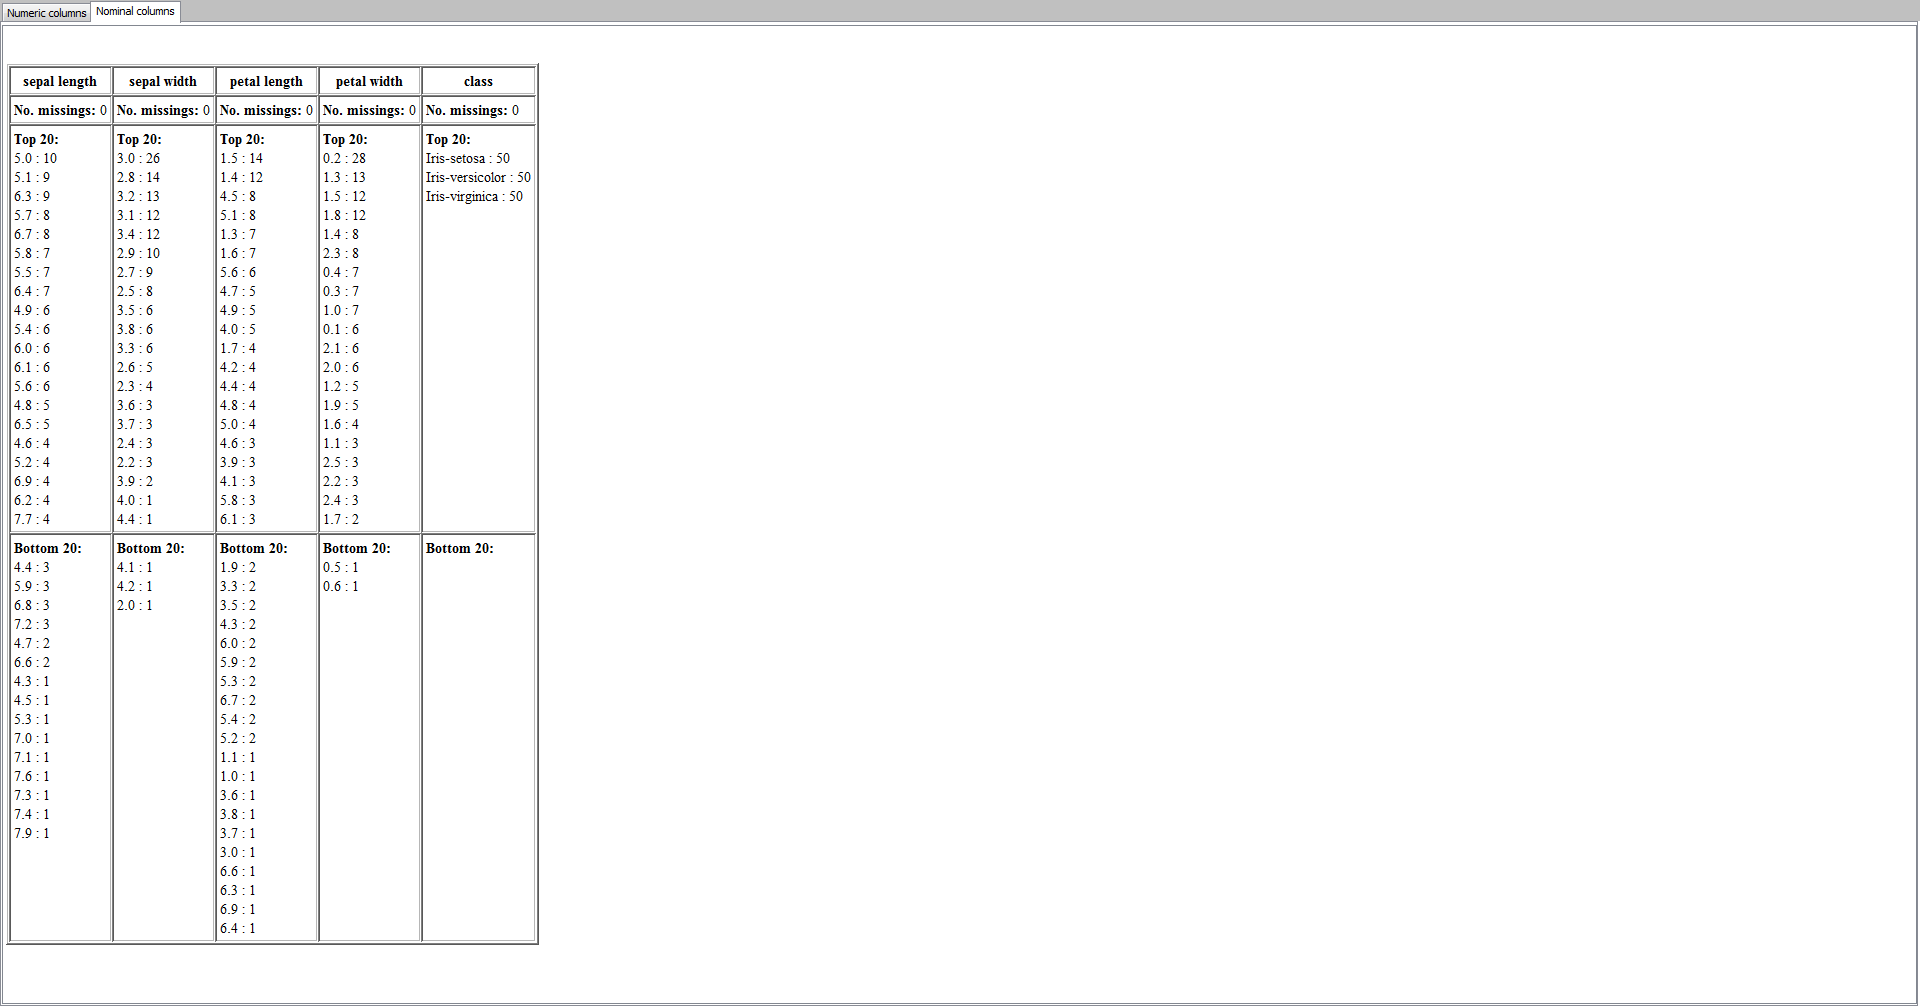 Numeric columns
Nominal columns
sepal length
sepal width
petal length
petal width
class
No. missings: 0
No. missings: 0
No. missings: 0
No. missings: 0
No. missings: 0
Top 20:
5.0 : 10
5.1 : 9
6.3 : 9
5.7 : 8
6.7 : 8
5.8 : 7
5.5 : 7
6.4 : 7
4.9 : 6
5.4 : 6
6.0 : 6
6.1 : 6
5.6 : 6
4.8 : 5
6.5 : 5
4.6 : 4
5.2 : 4
6.9 : 4
6.2 : 4
7.7 : 4
Top 20:
3.0 : 26
2.8 : 14
3.2 : 13
3.1 : 12
3.4 : 12
2.9 : 10
2.7 : 9
2.5 : 8
3.5 : 6
3.8 : 6
3.3 : 6
2.6 : 5
2.3 : 4
3.6 : 3
3.7 : 3
2.4 : 3
2.2 : 3
3.9 : 2
4.0 : 1
4.4 : 1
Top 20:
1.5 : 14
1.4 : 12
4.5 : 8
5.1 : 8
1.3 : 7
1.6 : 7
5.6 : 6
4.7 : 5
4.9 : 5
4.0 : 5
1.7 : 4
4.2 : 4
4.4 : 4
4.8 : 4
5.0 : 4
4.6 : 3
3.9 : 3
4.1 : 3
5.8 : 3
6.1 : 3
Top 20:
0.2 : 28
1.3 : 13
1.5 : 12
1.8 : 12
1.4 : 8
2.3 : 8
0.4 : 7
0.3 : 7
1.0 : 7
0.1 : 6
2.1 : 6
2.0 : 6
1.2 : 5
1.9 : 5
1.6 : 4
1.1 : 3
2.5 : 3
2.2 : 3
2.4 : 3
1.7 : 2
Top 20:
Iris-setosa : 50
Iris-versicolor : 50
Iris-virginica : 50
Bottom 20:
4.4 : 3
5.9 : 3
6.8 : 3
7.2 : 3
4.7 : 2
6.6 : 2
4.3 : 1
4.5 : 1
5.3 : 1
7.0 : 1
7.1 : 1
7.6 : 1
7.3 : 1
7.4 : 1
7.9 : 1
Bottom 20:
4.1 : 1
4.2 : 1
2.0 : 1
Bottom 20:
1.9 : 2
3.3 : 2
3.5 : 2
4.3 : 2
6.0 : 2
5.9 : 2
5.3 : 2
6.7 : 2
5.4 : 2
5.2 : 2
1.1 : 1
1.0 : 1
3.6 : 1
3.8 : 1
3.7 : 1
3.0 : 1
6.6 : 1
6.3 : 1
6.9 : 1
6.4 : 1
Bottom 20:
0.5 : 1
0.6 : 1
Bottom 20: